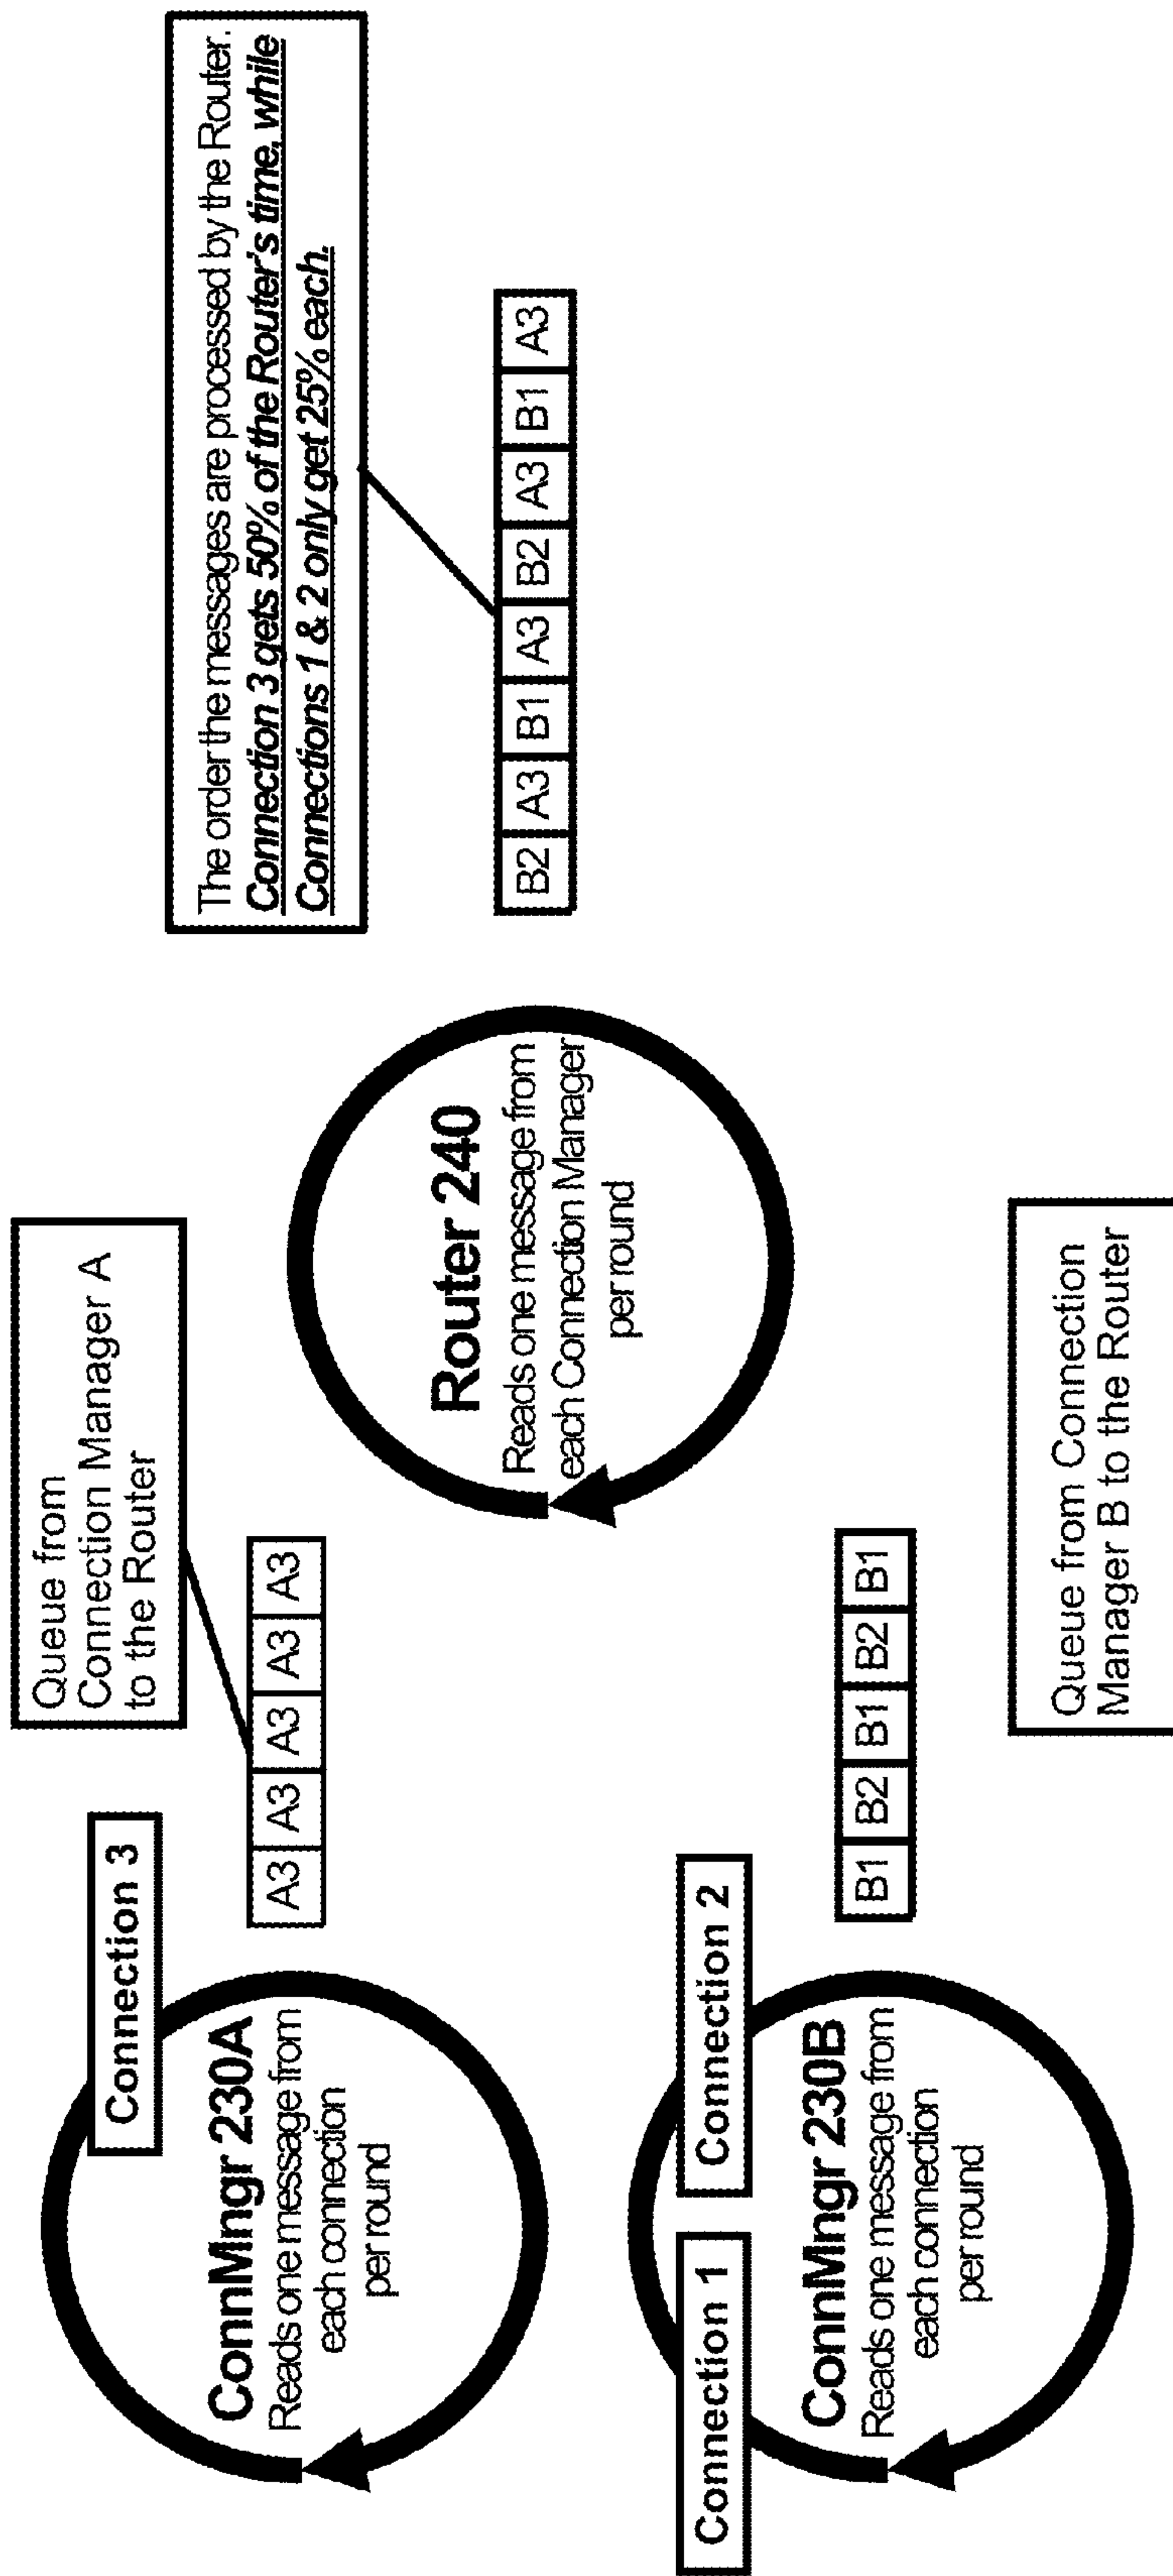 Connection 3
ConnMngr 230A
Reads one message from
each connection
per round
Queue from
Connection Manager A
to the Router
A3 A3 A3 A3 A3
Connection 1
Connection 2
ConnMngr 230B
Reads one message from
each connection
per round
B1 B2 B1 B2 B1
Queue from Connection
Manager B to the Router
Router 240
Reads one message from
each Connection Manager
per round
The order the messages are processed by the Router.
Connection 3 gets 50% of the Router's time, while
Connections 1 & 2 only get 25% each.
B2 A3 B1 A3 B2 A3 B1 A3